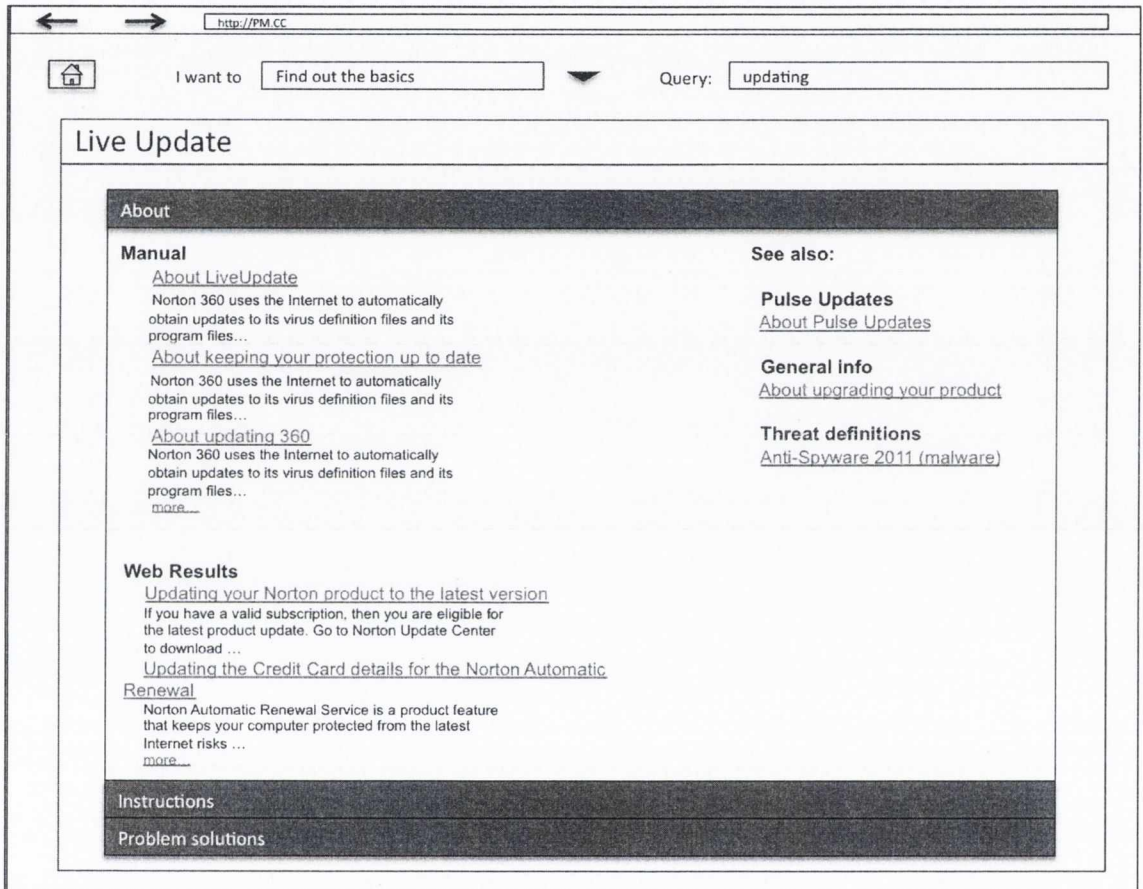 http://PM.CC
I want to Find out the basics Query: updating
Live Update
About
Manual
About LiveUpdate
Norton 360 uses the Internet to automatically
obtain updates to its virus definition files and its
program files...
About keeping your protection up to date
Norton 360 uses the Internet to automatically
obtain updates to its virus definition files and its
program files...
About updating 360
Norton 360 uses the Internet to automatically
obtain updates to its virus definition files and its
program files...
more...
See also:
Pulse Updates
About Pulse Updates
General info
About upgrading your product
Threat definitions
Anti-Spyware 2011 (malware)
Web Results
Updating your Norton product to the latest version
If you have a valid subscription, then you are eligible for
the latest product update. Go to Norton Update Center
to download ...
Updating the Credit Card details for the Norton Automatic
Renewal
Norton Automatic Renewal Service is a product feature
that keeps your computer protected from the latest
Internet risks ...
more...
Instructions
Problem solutions